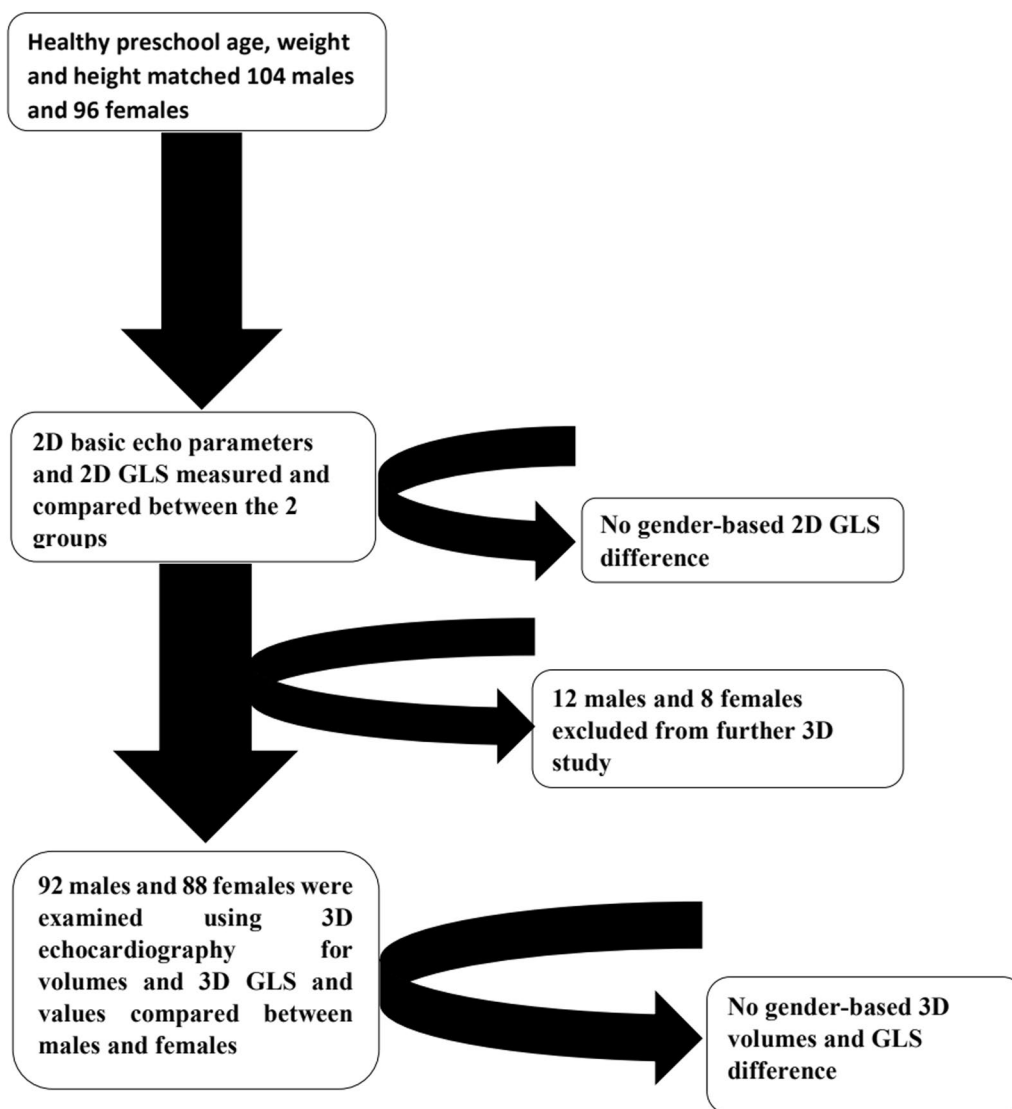 Healthy preschool age, weight
and height matched 104 males
and 96 females
2D basic echo parameters
and 2D GLS measured and
compared between the 2
groups
No gender-based 2D GLS
difference
12 males and 8 females
excluded from further 3D
study
92 males and 88 females were
examined using 3D
echocardiography for
volumes and 3D GLS and
values compared between
males and females
No gender-based 3D
volumes and GLS
difference